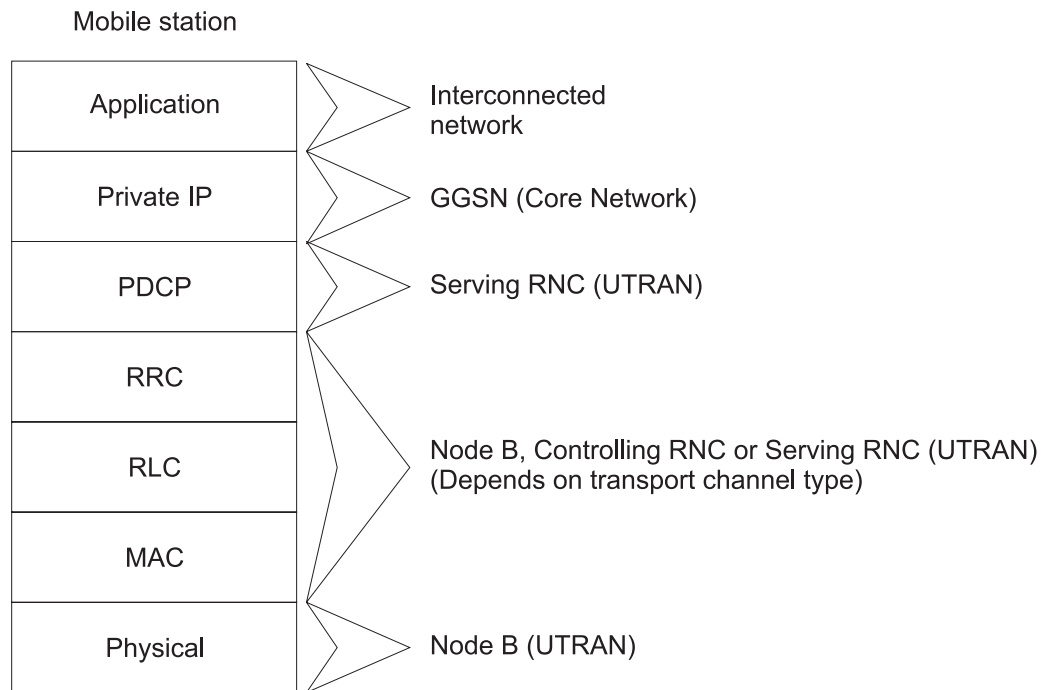 Mobile station
Application
Interconnected
network
Private IP
GGSN (Core Network)
PDCP
Serving RNC (UTRAN)
RRC
RLC
Node B, Controlling RNC or Serving RNC (UTRAN)
(Depends on transport channel type)
MAC
Physical
Node B (UTRAN)